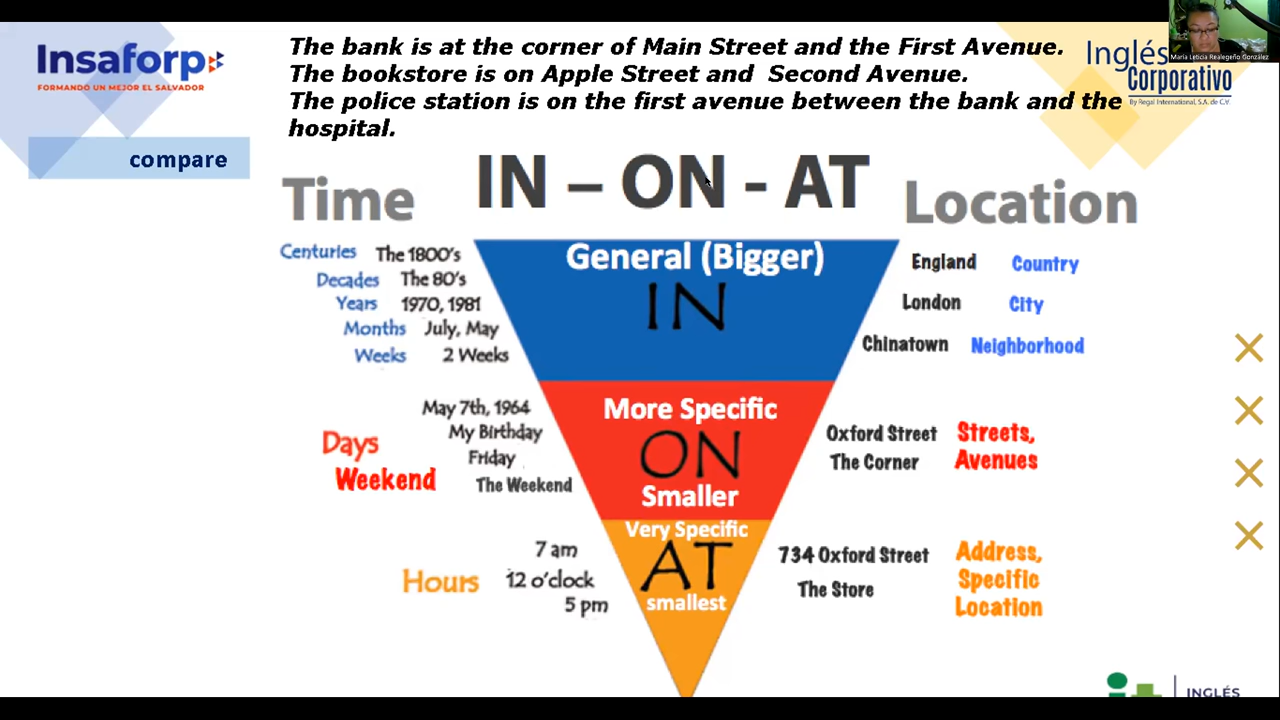 Insaforp
FORMANDO UN MEJOR EL SALVADOR
The bank is at the corner of Main Street and the First Avenue.
The bookstore is on Apple Street and Second Avenue.
The police station is on the first avenue between the bank and the
hospital.
Inglés
Corporativo
By Regal International, S.A. de C.V.
María Leticia Realegeño González
compare
IN – ON - AT
Time
Location
General (Bigger)
IN
Centuries The 1800's
Decades The 80's
Years 1970, 1981
Months July, May
Weeks 2 Weeks
England Country
London City
Chinatown Neighborhood
More Specific
ON
Smaller
Days
Weekend
May 7th, 1964
My Birthday
Friday
The Weekend
Oxford Street
The Corner
Streets,
Avenues
Very Specific
AT
smallest
Hours
7 am
12 o'clock
5 pm
734 Oxford Street
The Store
Address,
Specific
Location
INGLÉS